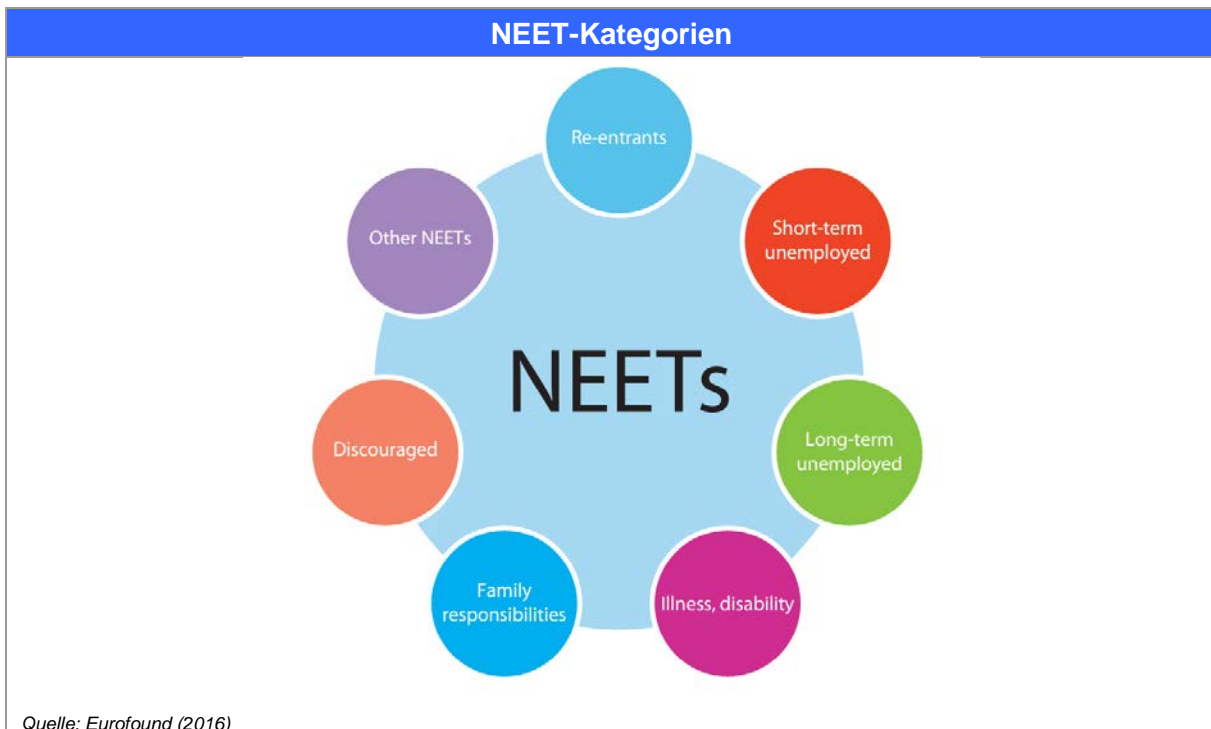 NEET-Kategorien
Re-entrants
Short-term
unemployed
Other NEETs
NEETs
Long-term
unemployed
Discouraged
Family
responsibilities
Illness, disability
Quelle: Eurofound (2016)